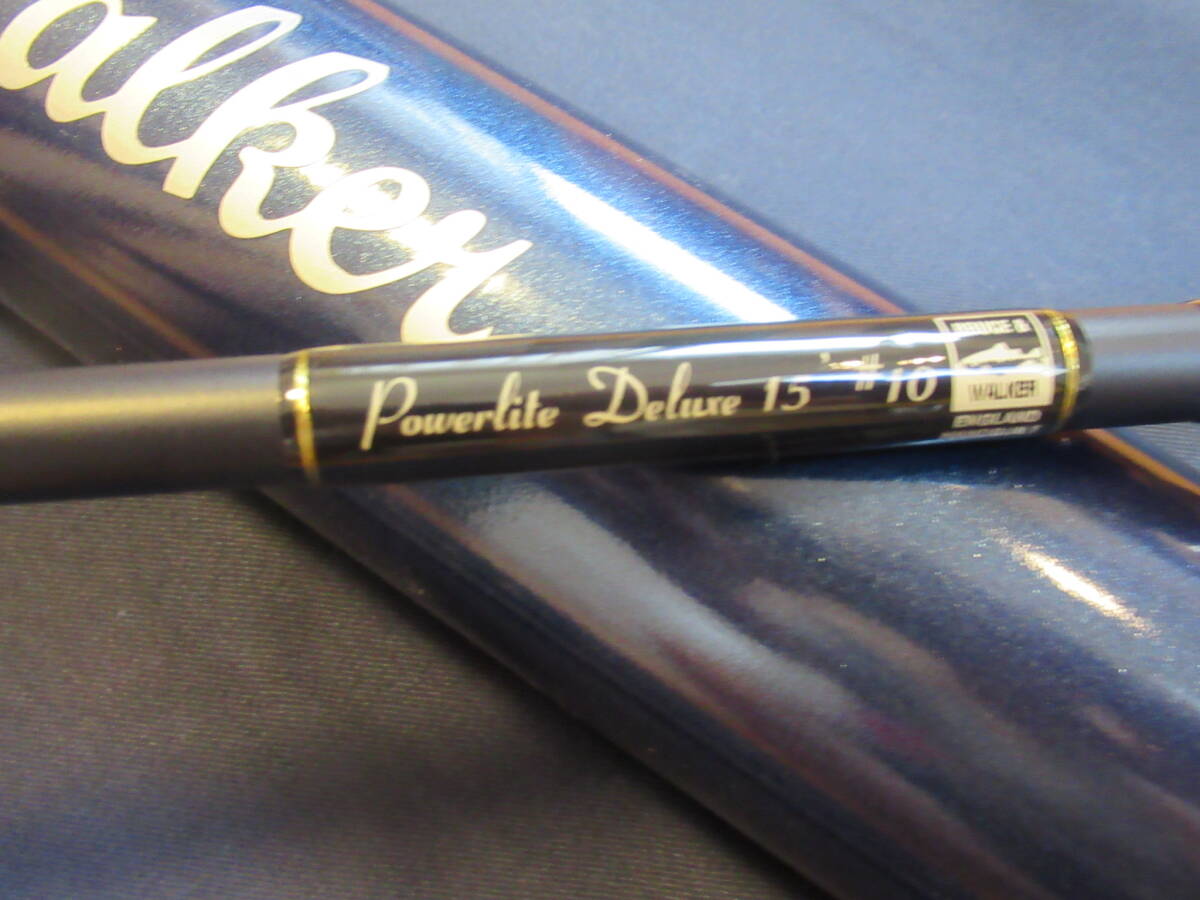 alker
Powerlite Deluxe 15' #10
BRUCE &
WALKER
ENGLAND